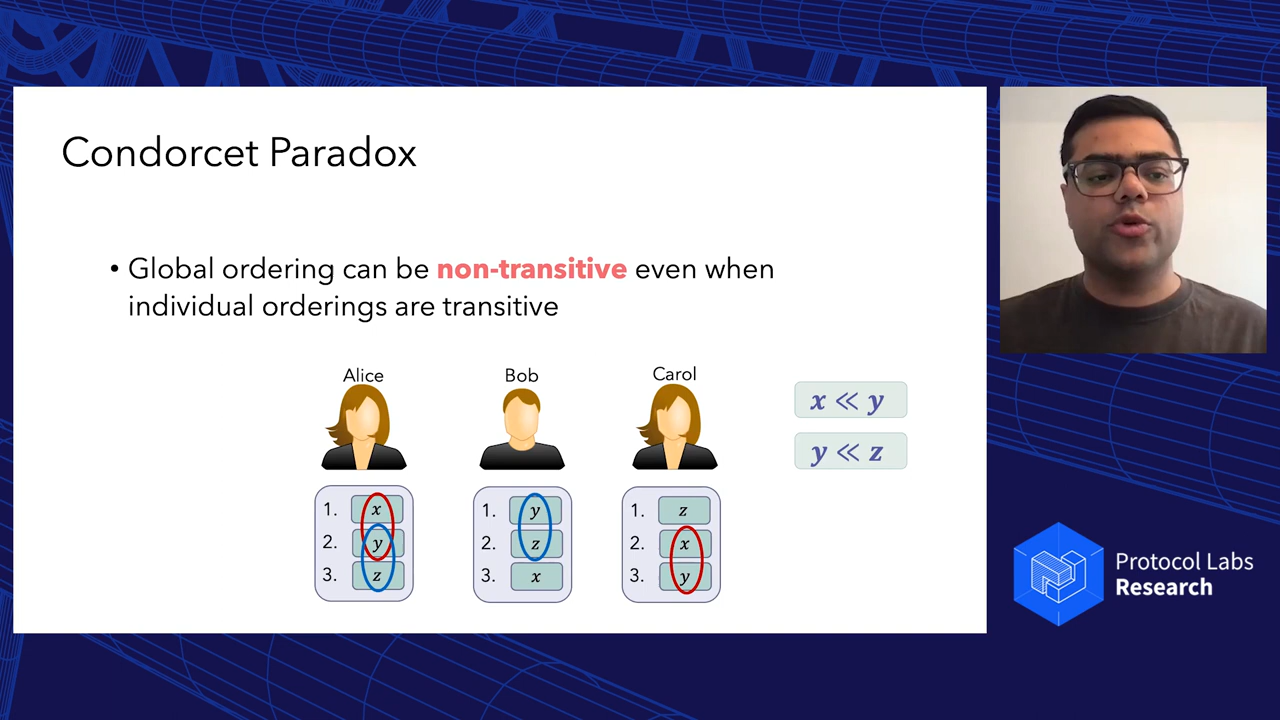 Condorcet Paradox
• Global ordering can be non-transitive even when
individual orderings are transitive
Alice
Bob
Carol
x ≪ y
y ≪ z
1. x
2. y
3. z
1. y
2. z
3. x
1. z
2. x
3. y
Protocol Labs
Research